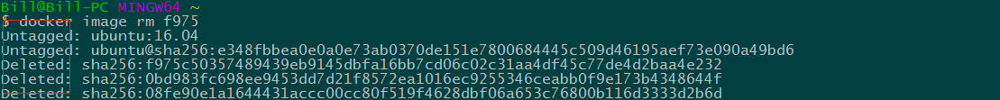 Bill@Bill-PC MINGW64 ~
$ docker image rm f975
Untagged: ubuntu:16.04
Untagged: ubuntu@sha256:e348fbbea0e0a0e73ab0370de151e7800684445c509d46195aef73e090a49bd6
Deleted: sha256:f975c50357489439eb9145dbfa16bb7cd06c02c31aa4df45c77de4d2baa4e232
Deleted: sha256:0bd983fc698ee9453dd7d21f8572ea1016ec9255346ceabb0f9e173b4348644f
Deleted: sha256:08fe90e1a1644431accc00cc80f519f4628dbf06a653c76800b116d3333d2b6d